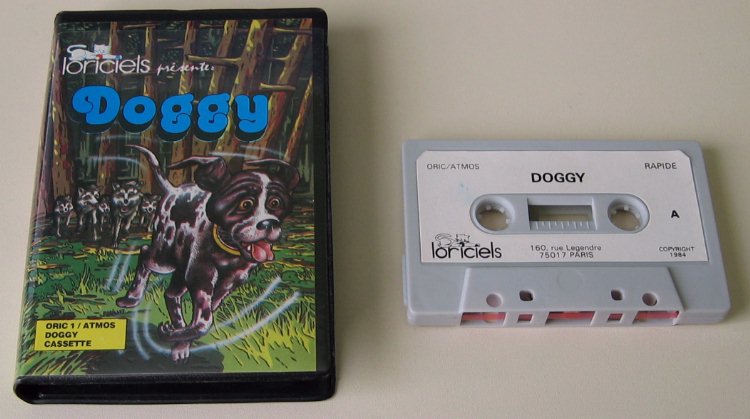 loriciels présente:
Doggy
ORIC 1 / ATMOS
DOGGY
CASSETTE
ORIC/ATMOS
RAPIDE
DOGGY
A
loriciels
160, rue Legendre
75017 PARIS
COPYRIGHT
1984